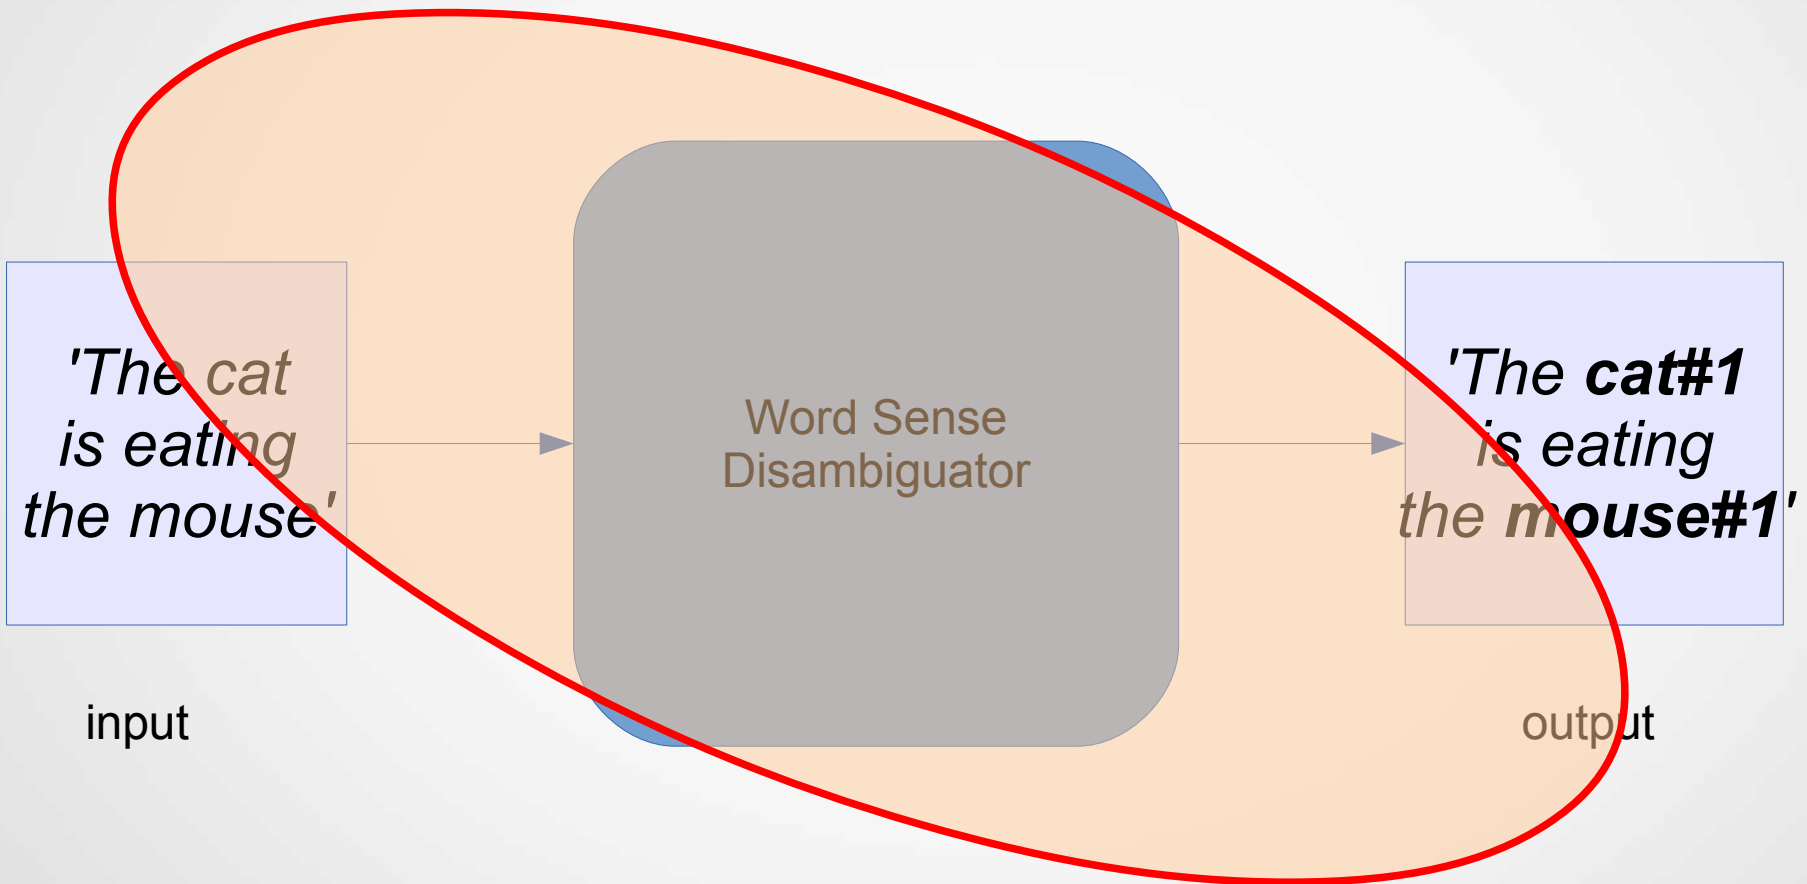 'The cat
is eating
the mouse'
input
Word Sense
Disambiguator
'The cat#1
is eating
the mouse#1'
output